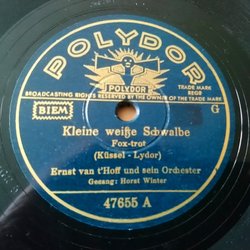 POLYDOR
POLYDOR
TRADE MARK
REGD
BROADCASTING RIGHTS RESERVED BY THE OWNER OF THE TRADE MARK
BIEM
G
Kleine weiße Schwalbe
Fox-trot
(Küssel - Lydor)
Ernst van t'Hoff und sein Orchester
Gesang: Horst Winter
47655 A